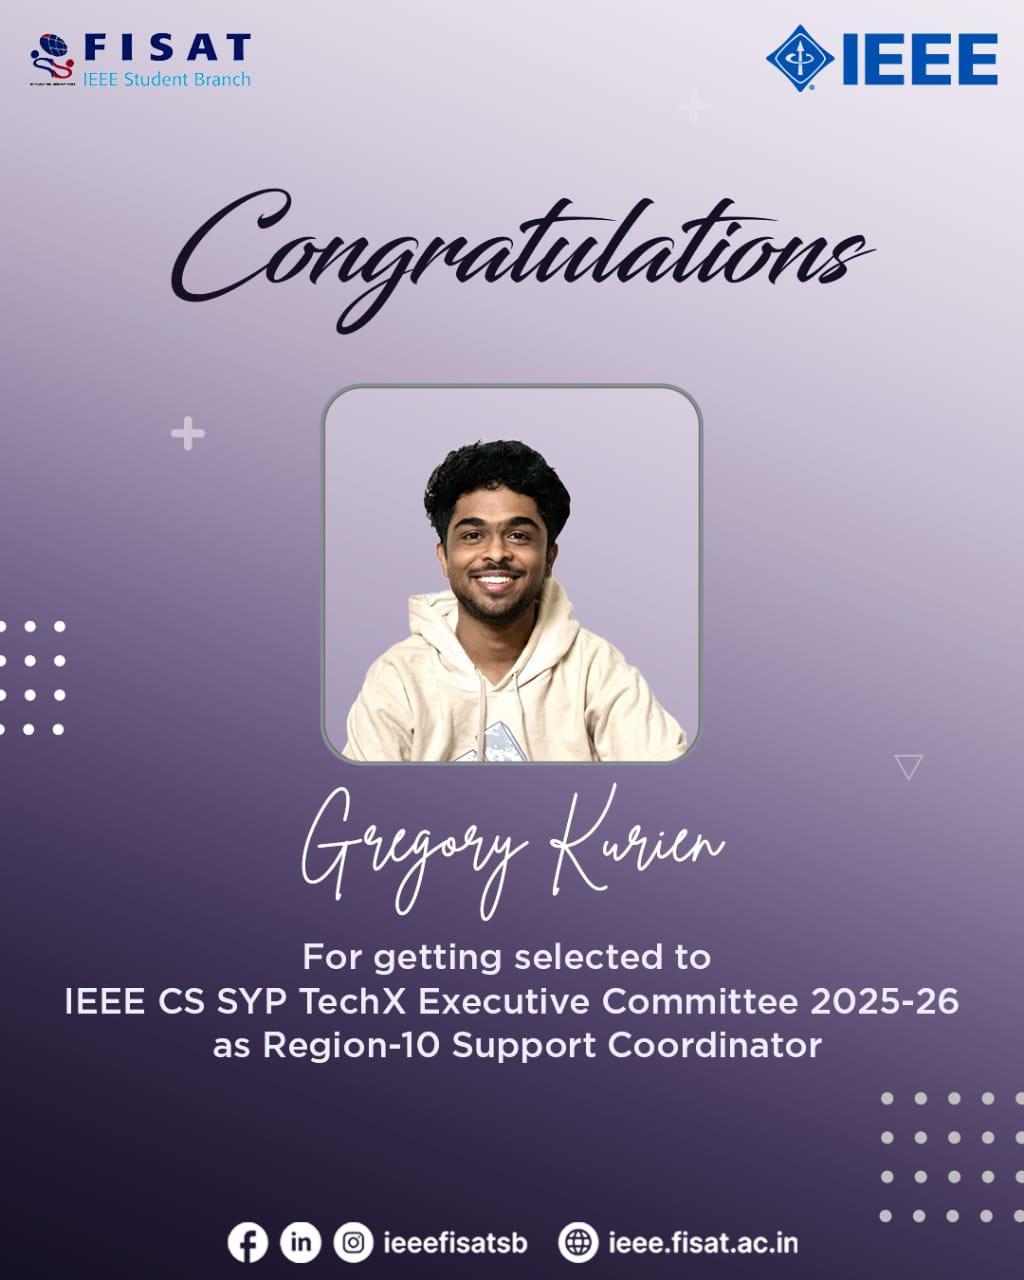 FISAT
IEEE Student Branch
IEEE
Congratulations
Gregory Kurien
For getting selected to
IEEE CS SYP TechX Executive Committee 2025-26
as Region-10 Support Coordinator
ieeefisatsb
ieee.fisat.ac.in